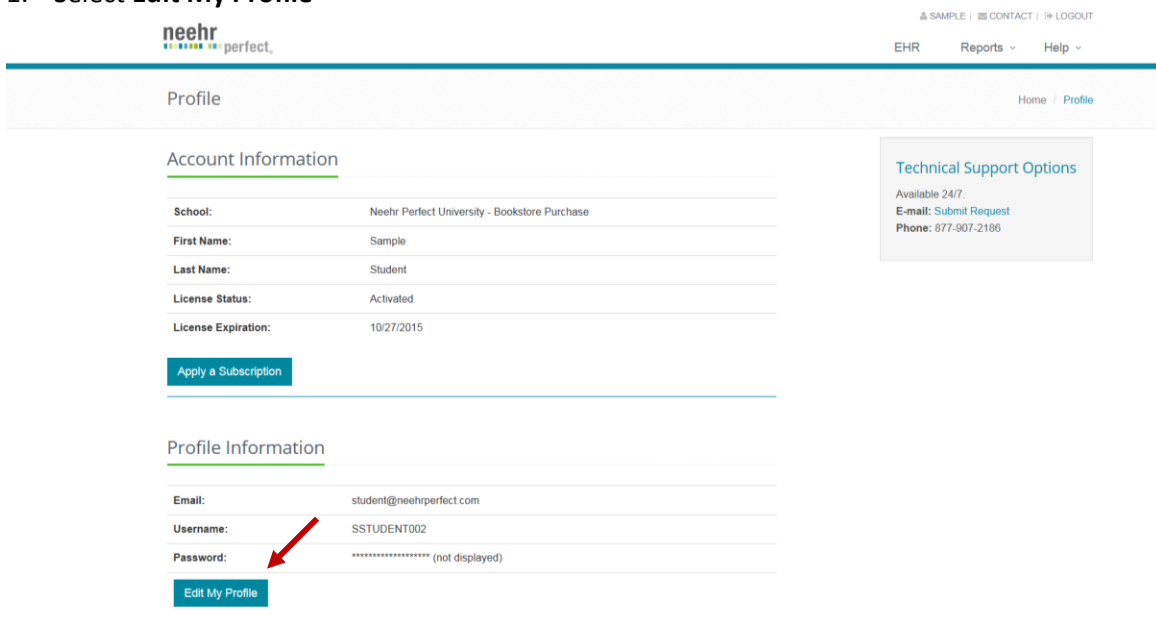 1. Select Edit My Profile
SAMPLE | CONTACT | LOGOUT
neehr
perfect.
EHR Reports Help
Profile
Home / Profile
Account Information
School: Neehr Perfect University - Bookstore Purchase
First Name: Sample
Last Name: Student
License Status: Activated
License Expiration: 10/27/2015
Apply a Subscription
Technical Support Options
Available 24/7.
E-mail: Submit Request
Phone: 877-907-2186
Profile Information
Email: student@neehrperfect.com
Username: SSTUDENT002
Password: ******************* (not displayed)
Edit My Profile